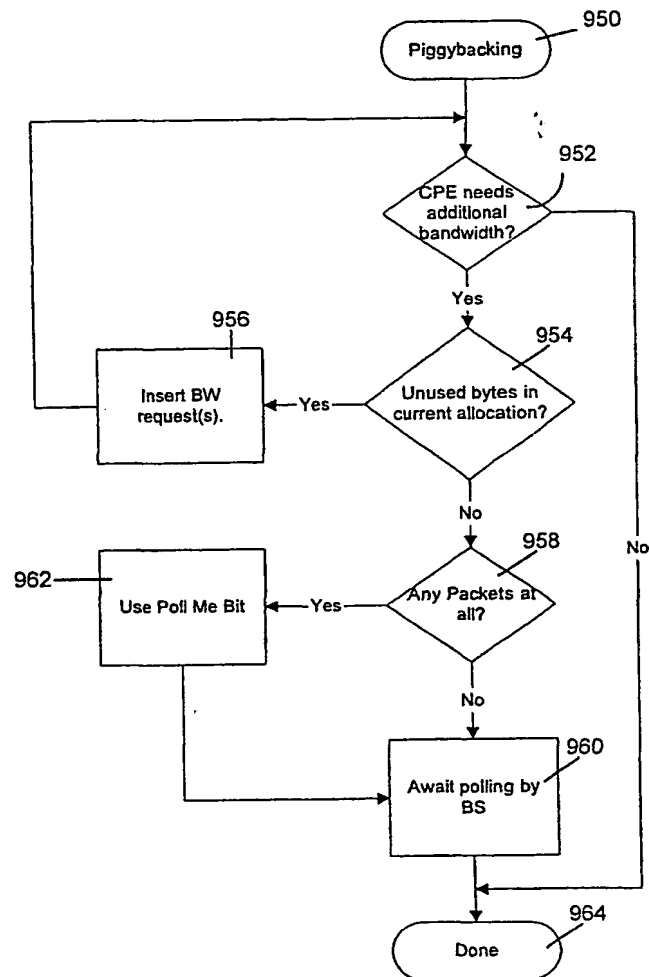 950
Piggybacking
952
CPE needs
additional
bandwidth?
Yes
956
954
Insert BW
request(s).
Yes
Unused bytes in
current allocation?
No
958
No
962
Use Poll Me Bit
Yes
Any Packets at
all?
No
960
Await polling by
BS
964
Done